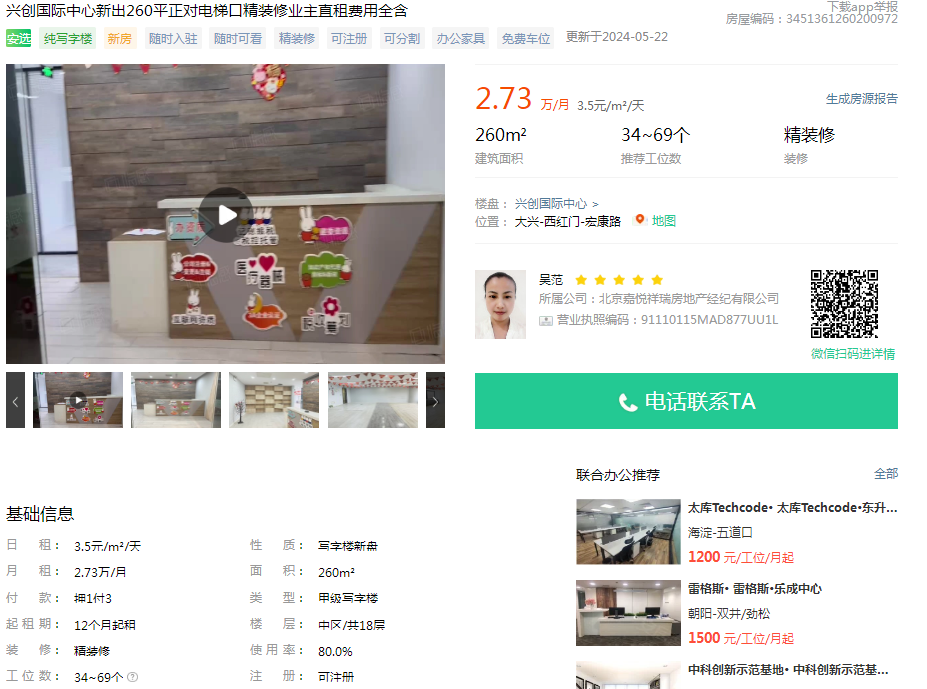 兴创国际中心新出260平正对电梯口精装修业主直租费用全含
下载app举报
房屋编码：3451361260200972
安选 纯写字楼 新房 随时入驻 随时可看 精装修 可注册 可分割 办公家具 免费车位 更新于2024-05-22
2.73 万/月 3.5元/m²/天
生成房源报告
260m² 34~69个 精装修
建筑面积 推荐工位数 装修
楼盘： 兴创国际中心 >
位置： 大兴-西红门-宏康路 地图
吴范
所属公司：北京嘉悦祥瑞房地产经纪有限公司
营业执照编码：91110115MAD877UU1L
微信扫码进详情
电话联系TA
医疗器械
基础信息
日租： 3.5元/m²/天 性质： 写字楼新盘
月租： 2.73万/月 面积： 260m²
付款： 押1付3 类型： 甲级写字楼
起租期： 12个月起租 楼层： 中区/共18层
装修： 精装修 使用率： 80.0%
工位数： 34~69个 ? 注册： 可注册
联合办公推荐 全部
太库Techcode• 太库Techcode•东升...
海淀-五道口
1200 元/工位/月起
雷格斯• 雷格斯•乐成中心
朝阳-双井/劲松
1500 元/工位/月起
中科创新示范基地• 中科创新示范基...